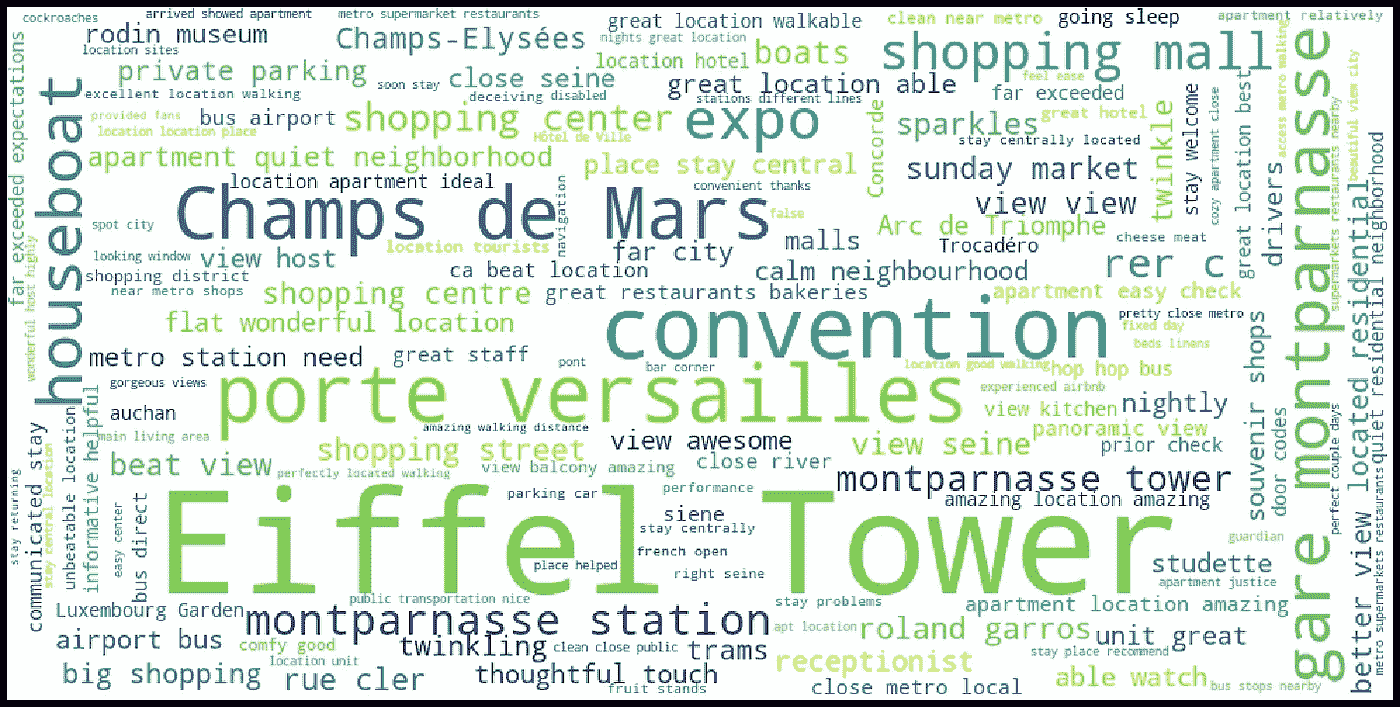 cockroaches
arrived showed apartment
metro supermarket restaurants
great location walkable
clean near metro
going sleep
apartment relatively
rodin museum
Champs-Elysées
nights great location
boats
shopping mall
location sites
location hotel
private parking
soon stay
close seine
great location able
feel ease
far exceeded
excellent location walking
deceiving disabled
stations different lines
provided fans
bus airport
shopping center
expo
Concorde
sparkles
great hotel
location location place
Hôtel de Ville
stay centrally located
apartment quiet neighborhood
place stay central
sunday market
twinkle
stay welcome
cozy apartment close
great location best
access metro walking
beautiful view city
far exceeded expectations
houseboat
location apartment ideal
navigation
convenient thanks
view view
drivers
gare montparnasse
supermarkets restaurants nearby
Champs de Mars
false
Arc de Triomphe
spot city
location tourists
far city
malls
Trocadéro
cheese meat
looking window
view host
ca beat location
calm neighbourhood
rer c
shopping district
wonderful host highly
near metro shops
shopping centre
great restaurants bakeries
apartment easy check
flat wonderful location
convention
pretty close metro
fixed day
beds linens
metro station need
great staff
pont
bar corner
location good walking
hop hop bus
gorgeous views
porte versailles
experienced airbnb
souvenir shops
auchan
view kitchen
nightly
amazing walking distance
panoramic view
main living area
shopping street
view awesome
view seine
prior check
beat view
perfectly located walking
view balcony amazing
close river
montparnasse tower
door codes
perfect couple days
better view located residential
quiet residential neighborhood
metro supermarkets restaurants
stay returning
communicated stay
stay central location
unbeatable location
informative helpful
easy center
bus direct
Eiffel Tower
parking car
performance
amazing location amazing
siene
stay centrally
french open
guardian
place helped
right seine
studette
apartment justice
Luxembourg Garden
public transportation nice
stay problems
apartment location amazing
montparnasse station
apt location
roland garros
unit great
airport bus
comfy good
twinkling
clean close public
trams
stay place recommend
location unit
receptionist
big shopping
rue cler
thoughtful touch
fruit stands
close metro local
able watch
bus stops nearby